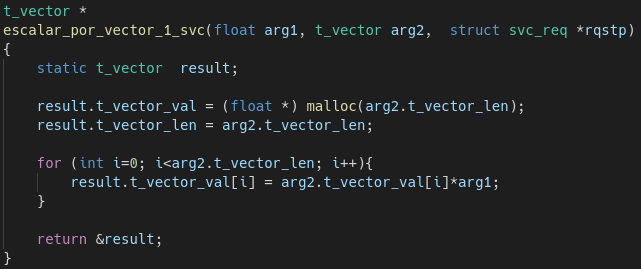 t_vector *
escalar_por_vector_1_svc(float arg1, t_vector arg2,  struct svc_req *rqstp)
{
    static t_vector  result;

    result.t_vector_val = (float *) malloc(arg2.t_vector_len);
    result.t_vector_len = arg2.t_vector_len;

    for (int i=0; i<arg2.t_vector_len; i++){
        result.t_vector_val[i] = arg2.t_vector_val[i]*arg1;
    }

    return &result;
}